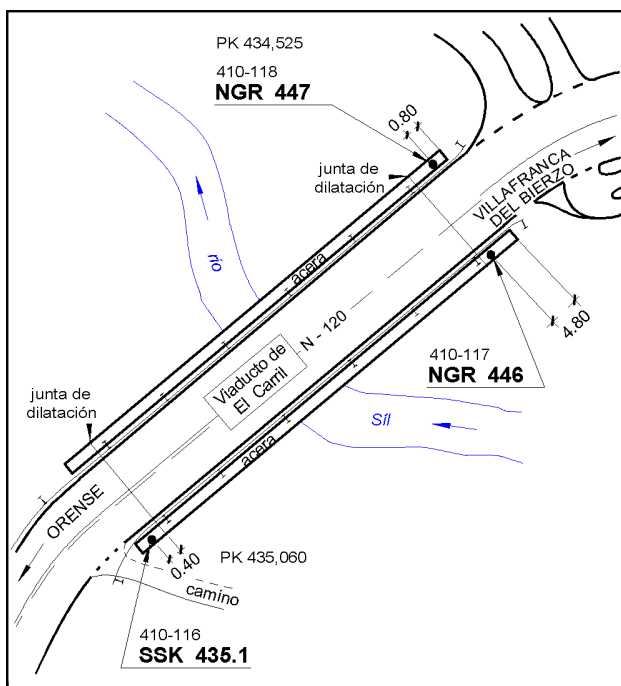 PK 434,525
410-118
NGR 447
0.80
junta de
dilatación
VILLAFRANCA
DEL BIERZO
río
acera
N - 120
Viaducto de
El Carril
4.80
410-117
NGR 446
junta de
dilatación
Síl
acera
ORENSE
0.40
PK 435,060
camino
410-116
SSK 435.1